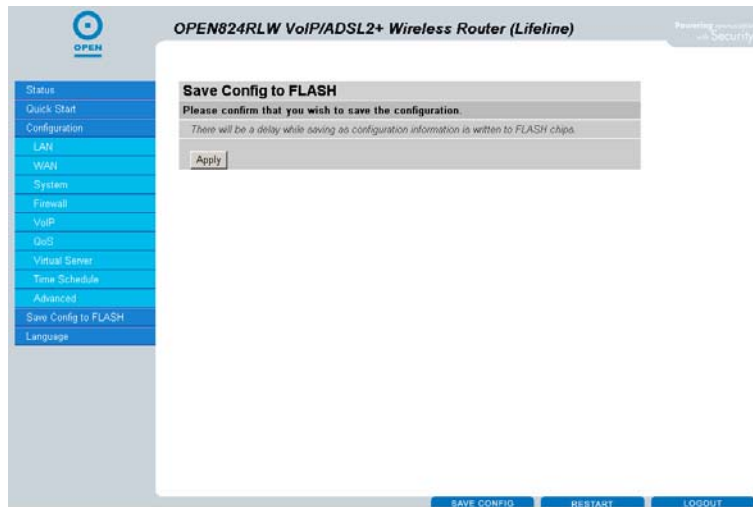 OPEN
OPEN824RLW VoIP/ADSL2+ Wireless Router (Lifeline)
Powering
with Security
Status
Quick Start
Configuration
LAN
WAN
System
Firewall
VoIP
QoS
Virtual Server
Time Schedule
Advanced
Save Config to FLASH
Language
Save Config to FLASH
Please confirm that you wish to save the configuration.
There will be a delay while saving as configuration information is written to FLASH chips.
Apply
SAVE CONFIG
RESTART
LOGOUT